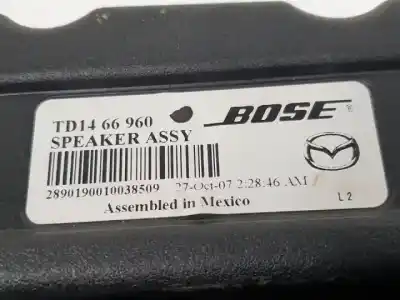 TD14 66 960
BOSE®
SPEAKER ASSY
2890190010038509
27-Oct-07 2:28:46 AM
Assembled in Mexico
L2